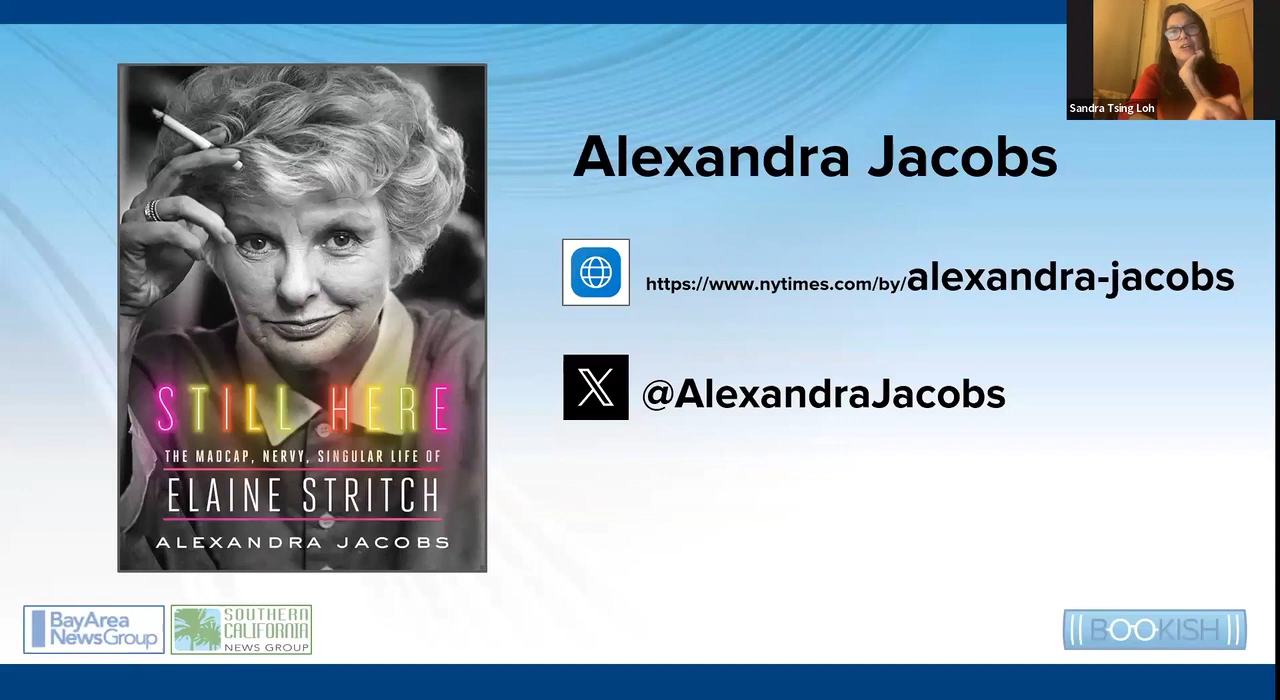 Sandra Tsing Loh
Alexandra Jacobs
https://www.nytimes.com/by/alexandra-jacobs
@AlexandraJacobs
STILL HERE
THE MADCAP, NERVY, SINGULAR LIFE OF
ELAINE STRITCH
ALEXANDRA JACOBS
BayArea
NewsGroup
SOUTHERN
CALIFORNIA
NEWS GROUP
BOOKISH